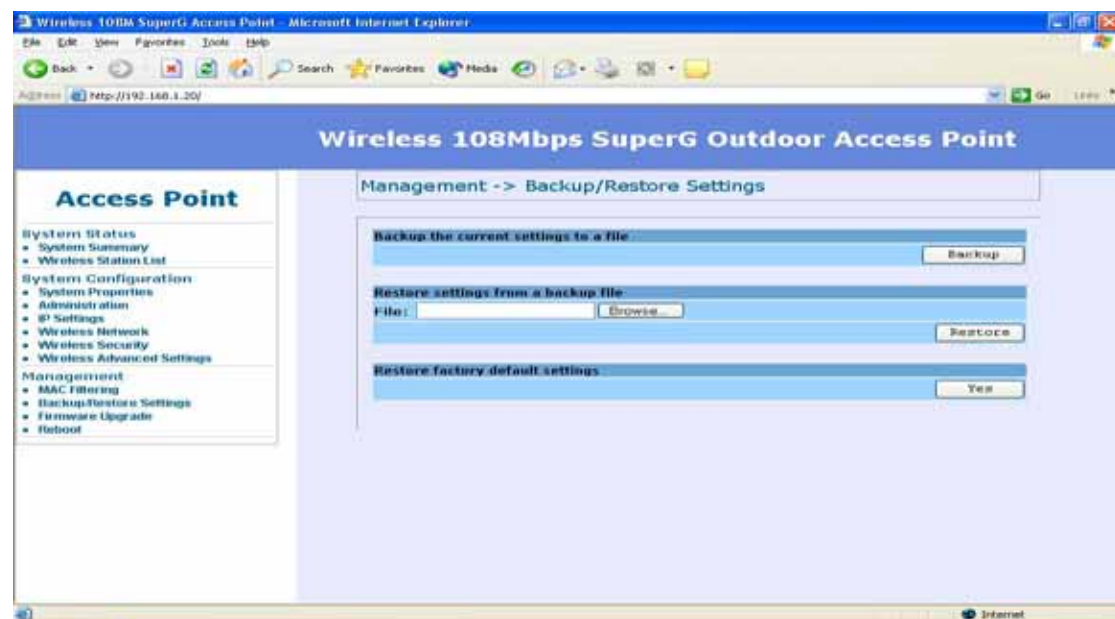 Wireless 108M SuperG Access Point - Microsoft Internet Explorer
File Edit View Favorites Tools Help
Back Search Favorites Media
Address http://192.168.1.20/ Go Links
Wireless 108Mbps SuperG Outdoor Access Point
Access Point
System Status
System Summary
Wireless Station List
System Configuration
System Properties
Administration
IP Settings
Wireless Network
Wireless Security
Wireless Advanced Settings
Management
MAC Filtering
Backup/Restore Settings
Firmware Upgrade
Reboot
Management -> Backup/Restore Settings
Backup the current settings to a file
Backup
Restore settings from a backup file
File: Browse...
Restore
Restore factory default settings
Yes
Internet